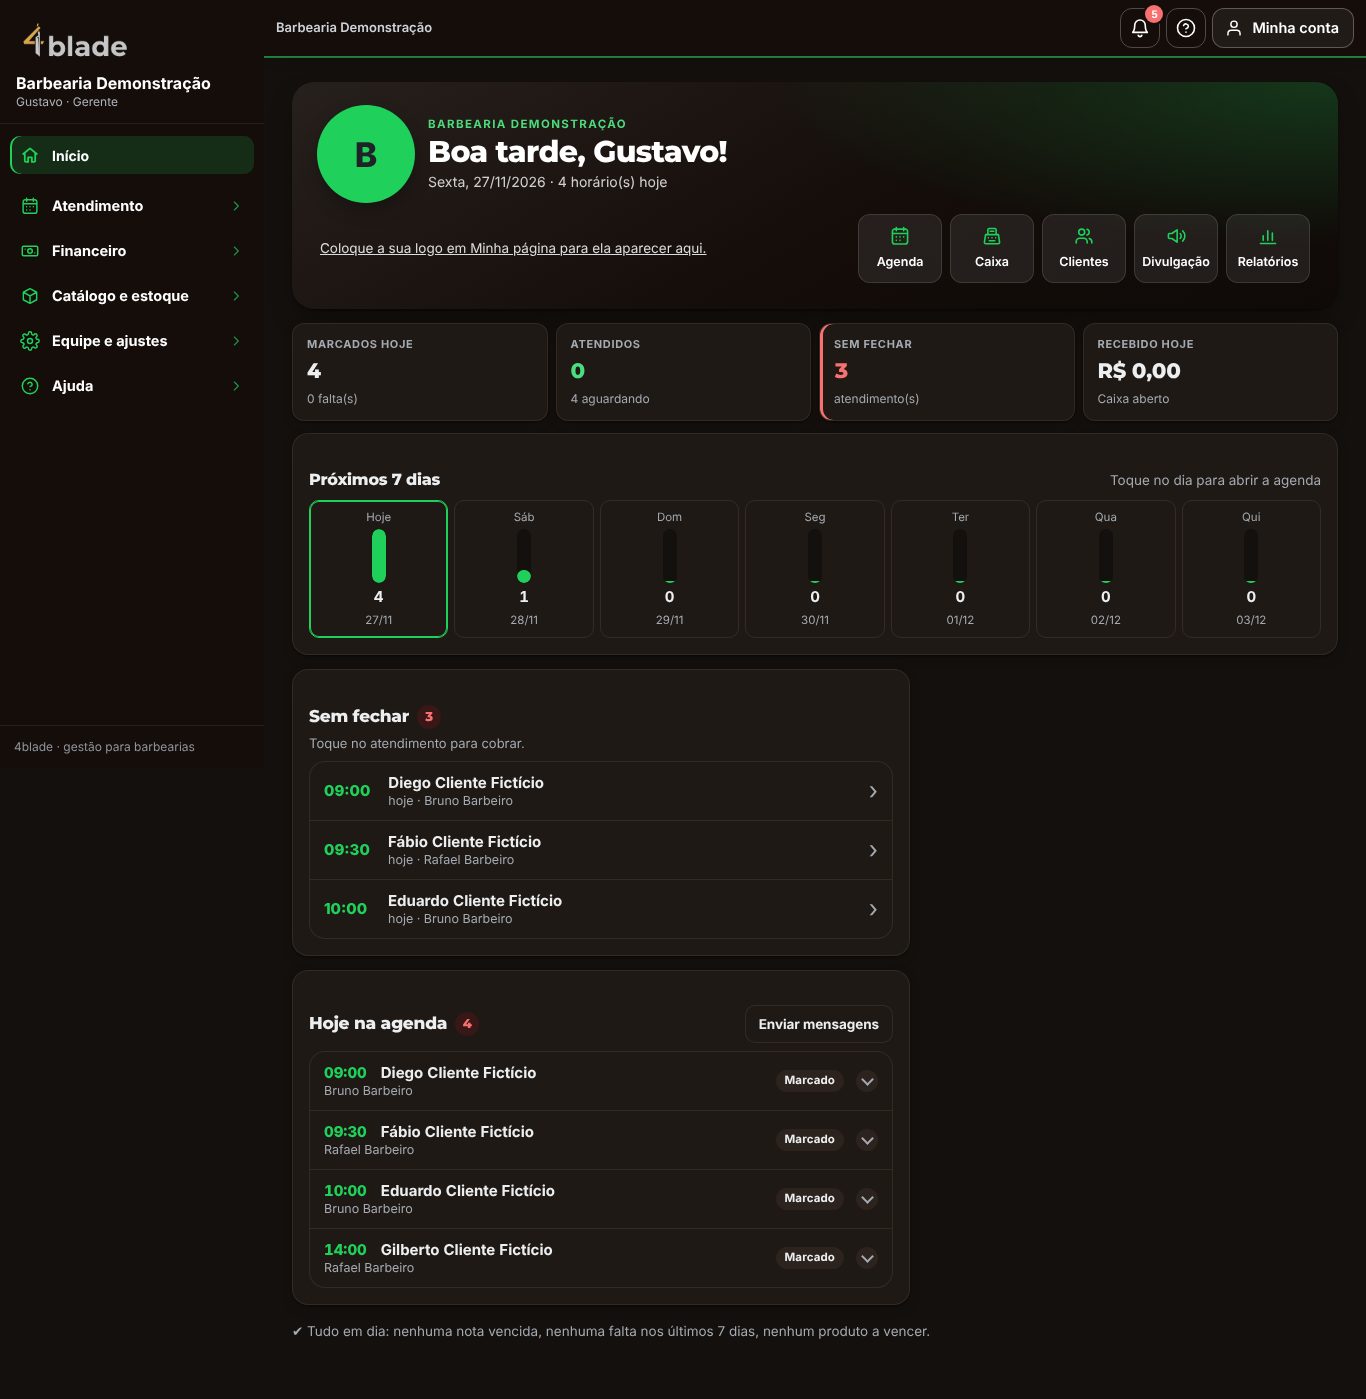 4blade
Barbearia Demonstração
Gustavo · Gerente
Início
Atendimento
Financeiro
Catálogo e estoque
Equipe e ajustes
Ajuda
4blade · gestão para barbearias
Barbearia Demonstração
5
Minha conta
B
BARBEARIA DEMONSTRAÇÃO
Boa tarde, Gustavo!
Sexta, 27/11/2026 · 4 horário(s) hoje
Coloque a sua logo em Minha página para ela aparecer aqui.
Agenda
Caixa
Clientes
Divulgação
Relatórios
MARCADOS HOJE
4
0 falta(s)
ATENDIDOS
0
4 aguardando
SEM FECHAR
3
atendimento(s)
RECEBIDO HOJE
R$ 0,00
Caixa aberto
Próximos 7 dias
Toque no dia para abrir a agenda
Hoje
4
27/11
Sáb
1
28/11
Dom
0
29/11
Seg
0
30/11
Ter
0
01/12
Qua
0
02/12
Qui
0
03/12
Sem fechar 3
Toque no atendimento para cobrar.
09:00 Diego Cliente Fictício
hoje · Bruno Barbeiro
09:30 Fábio Cliente Fictício
hoje · Rafael Barbeiro
10:00 Eduardo Cliente Fictício
hoje · Bruno Barbeiro
Hoje na agenda 4
Enviar mensagens
09:00 Diego Cliente Fictício
Bruno Barbeiro
Marcado
09:30 Fábio Cliente Fictício
Rafael Barbeiro
Marcado
10:00 Eduardo Cliente Fictício
Bruno Barbeiro
Marcado
14:00 Gilberto Cliente Fictício
Rafael Barbeiro
Marcado
✔ Tudo em dia: nenhuma nota vencida, nenhuma falta nos últimos 7 dias, nenhum produto a vencer.